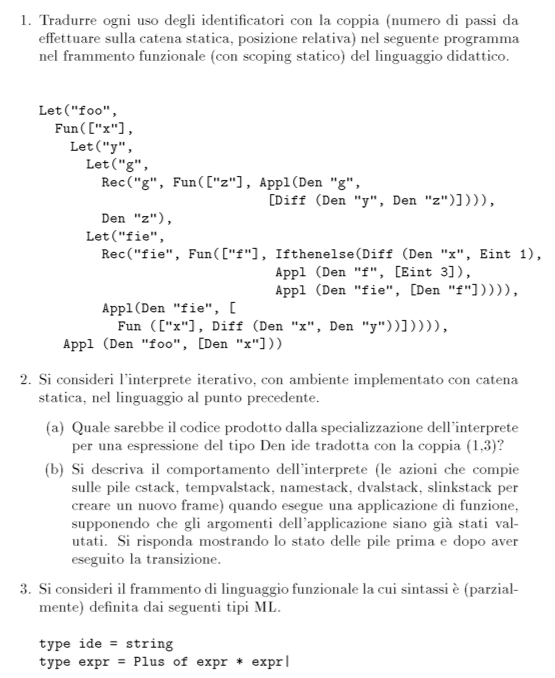 1. Tradurre ogni uso degli identificatori con la coppia (numero di passi da
effettuare sulla catena statica, posizione relativa) nel seguente programma
nel frammento funzionale (con scoping statico) del linguaggio didattico.
Let("foo",
Fun(["x"],
Let("y",
Let("g",
Rec("g", Fun(["z"], Appl(Den "g",
[Diff (Den "y", Den "z")]))),
Den "z"),
Let("fie",
Rec("fie", Fun(["f"], Ifthenelse(Diff (Den "x", Eint 1),
Appl (Den "f", [Eint 3]),
Appl (Den "fie", [Den "f"])))),
Appl(Den "fie", [
Fun (["x"], Diff (Den "x", Den "y"))])))),
Appl (Den "foo", [Den "x"]))
2. Si consideri l'interprete iterativo, con ambiente implementato con catena
statica, nel linguaggio al punto precedente.
(a) Quale sarebbe il codice prodotto dalla specializzazione dell'interprete
per una espressione del tipo Den ide tradotta con la coppia (1,3)?
(b) Si descriva il comportamento dell'interprete (le azioni che compie
sulle pile cstack, tempvalstack, namestack, dvalstack, slinkstack per
creare un nuovo frame) quando esegue una applicazione di funzione,
supponendo che gli argomenti dell'applicazione siano già stati val-
utati. Si risponda mostrando lo stato delle pile prima e dopo aver
eseguito la transizione.
3. Si consideri il frammento di linguaggio funzionale la cui sintassi è (parzial-
mente) definita dai seguenti tipi ML.
type ide = string
type expr = Plus of expr * expr|